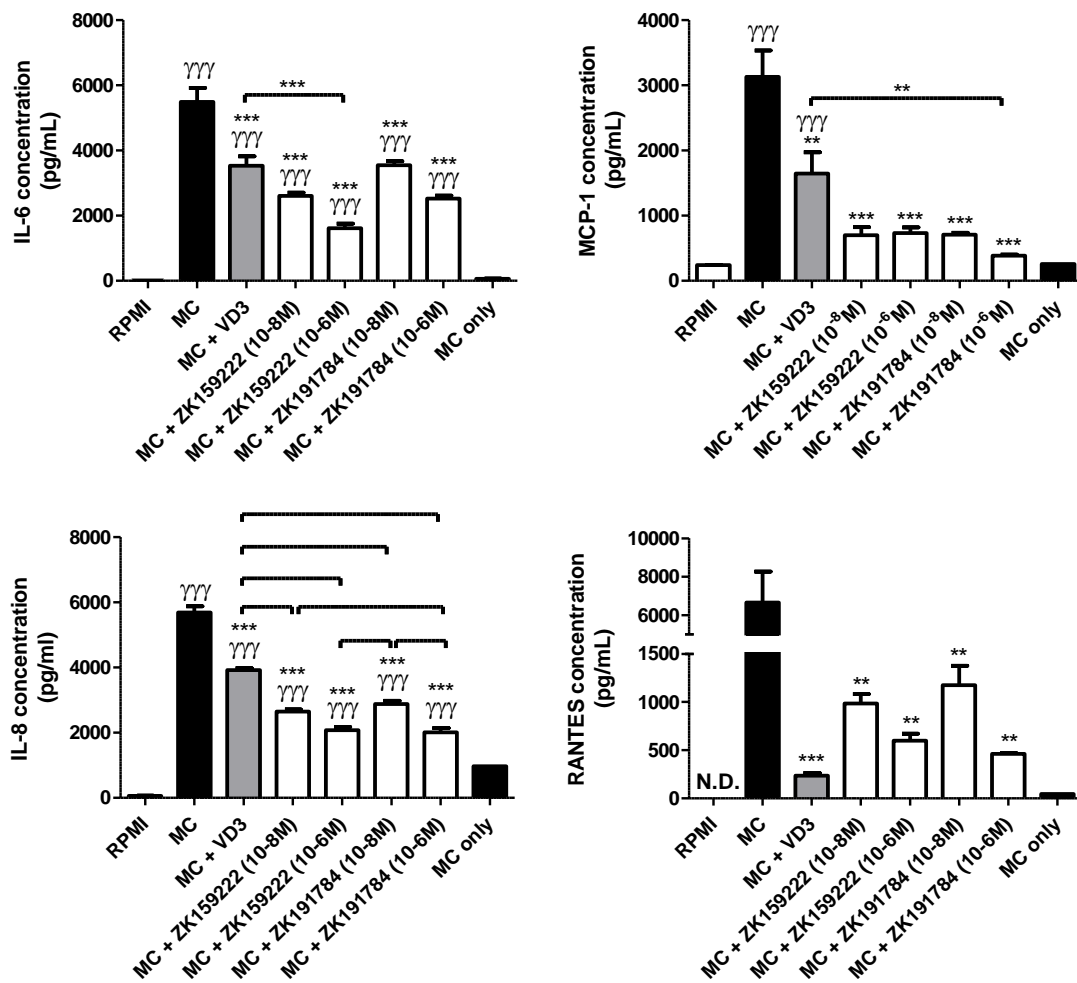 IL-6 concentration
(pg/mL)
8000
6000
4000
2000
0
γγγ
***
γγγ
***
***
γγγ
***
γγγ
***
γγγ
***
γγγ
RPMI
MC
MC + VD3
MC + ZK159222 (10-8M)
MC + ZK159222 (10-6M)
MC + ZK191784 (10-8M)
MC + ZK191784 (10-6M)
MC only
MCP-1 concentration
(pg/mL)
4000
3000
2000
1000
0
γγγ
**
γγγ
**
***
***
***
***
RPMI
MC
MC + VD3
MC + ZK159222 (10⁻⁸M)
MC + ZK159222 (10⁻⁶M)
MC + ZK191784 (10⁻⁸M)
MC + ZK191784 (10⁻⁶M)
MC only
IL-8 concentration
(pg/ml)
8000
6000
4000
2000
0
γγγ
***
γγγ
***
γγγ
***
γγγ
***
γγγ
***
γγγ
RPMI
MC
MC + VD3
MC + ZK159222 (10-8M)
MC + ZK159222 (10-6M)
MC + ZK191784 (10-8M)
MC + ZK191784 (10-6M)
MC only
RANTES concentration
(pg/mL)
10000
8000
6000
4000
1500
1000
500
0
N.D.
***
**
**
**
**
RPMI
MC
MC + VD3
MC + ZK159222 (10-8M)
MC + ZK159222 (10-6M)
MC + ZK191784 (10-8M)
MC + ZK191784 (10-6M)
MC only